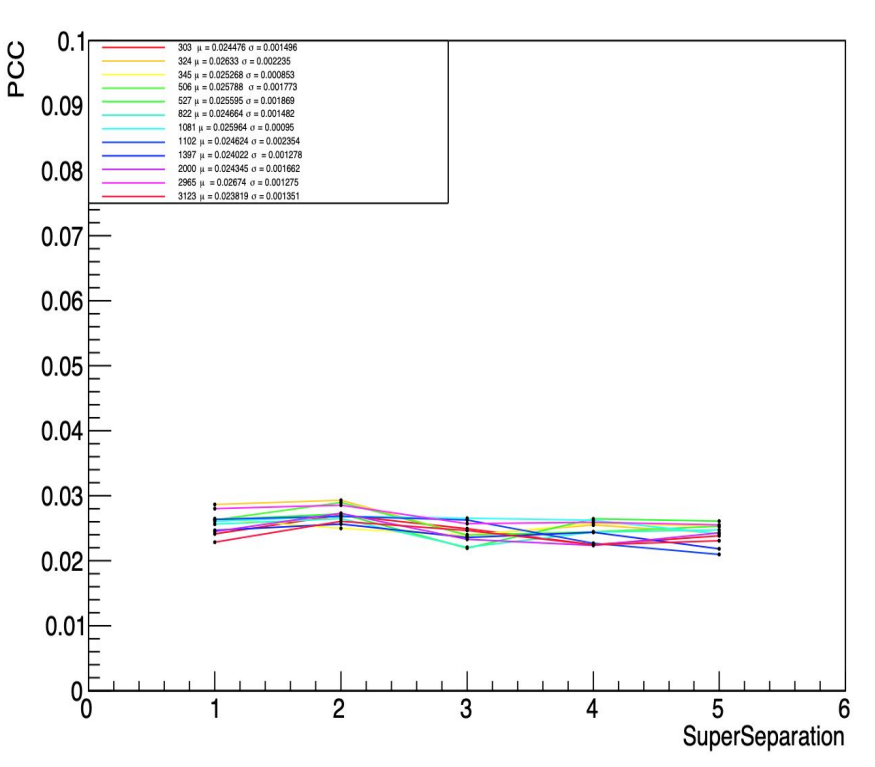 PCC
0.1
0.09
0.08
0.07
0.06
0.05
0.04
0.03
0.02
0.01
0
303 μ = 0.024476 σ = 0.001496
324 μ = 0.02633 σ = 0.002235
345 μ = 0.025268 σ = 0.000853
506 μ = 0.025788 σ = 0.001773
527 μ = 0.025595 σ = 0.001869
822 μ = 0.024664 σ = 0.001482
1081 μ = 0.025964 σ = 0.00095
1102 μ = 0.024624 σ = 0.002354
1397 μ = 0.024022 σ = 0.001278
2000 μ = 0.024345 σ = 0.001662
2965 μ = 0.02674 σ = 0.001275
3123 μ = 0.023819 σ = 0.001351
0 1 2 3 4 5 6
SuperSeparation